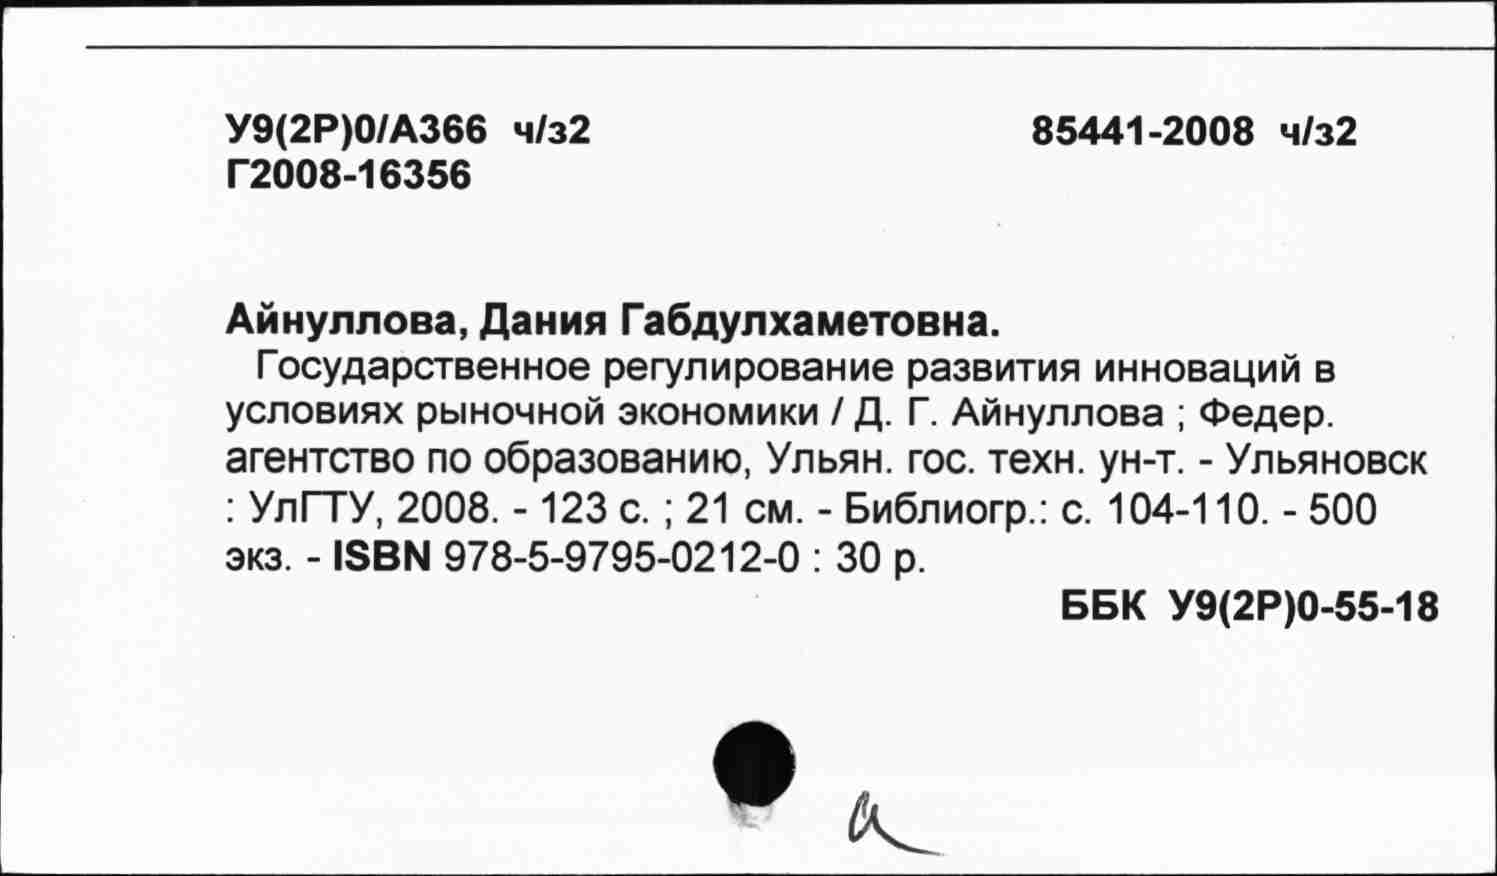 У9(2Р)0/А366 ч/з2
85441-2008 ч/з2
Г2008-16356
Айнуллова, Дания Габдулхаметовна.
Государственное регулирование развития инноваций в
условиях рыночной экономики / Д. Г. Айнуллова ; Федер.
агентство по образованию, Ульян. гос. техн. ун-т. - Ульяновск
: УлГТУ, 2008. - 123 с. ; 21 см. - Библиогр.: с. 104-110. - 500
экз. - ISBN 978-5-9795-0212-0 : 30 р.
ББК У9(2Р)0-55-18